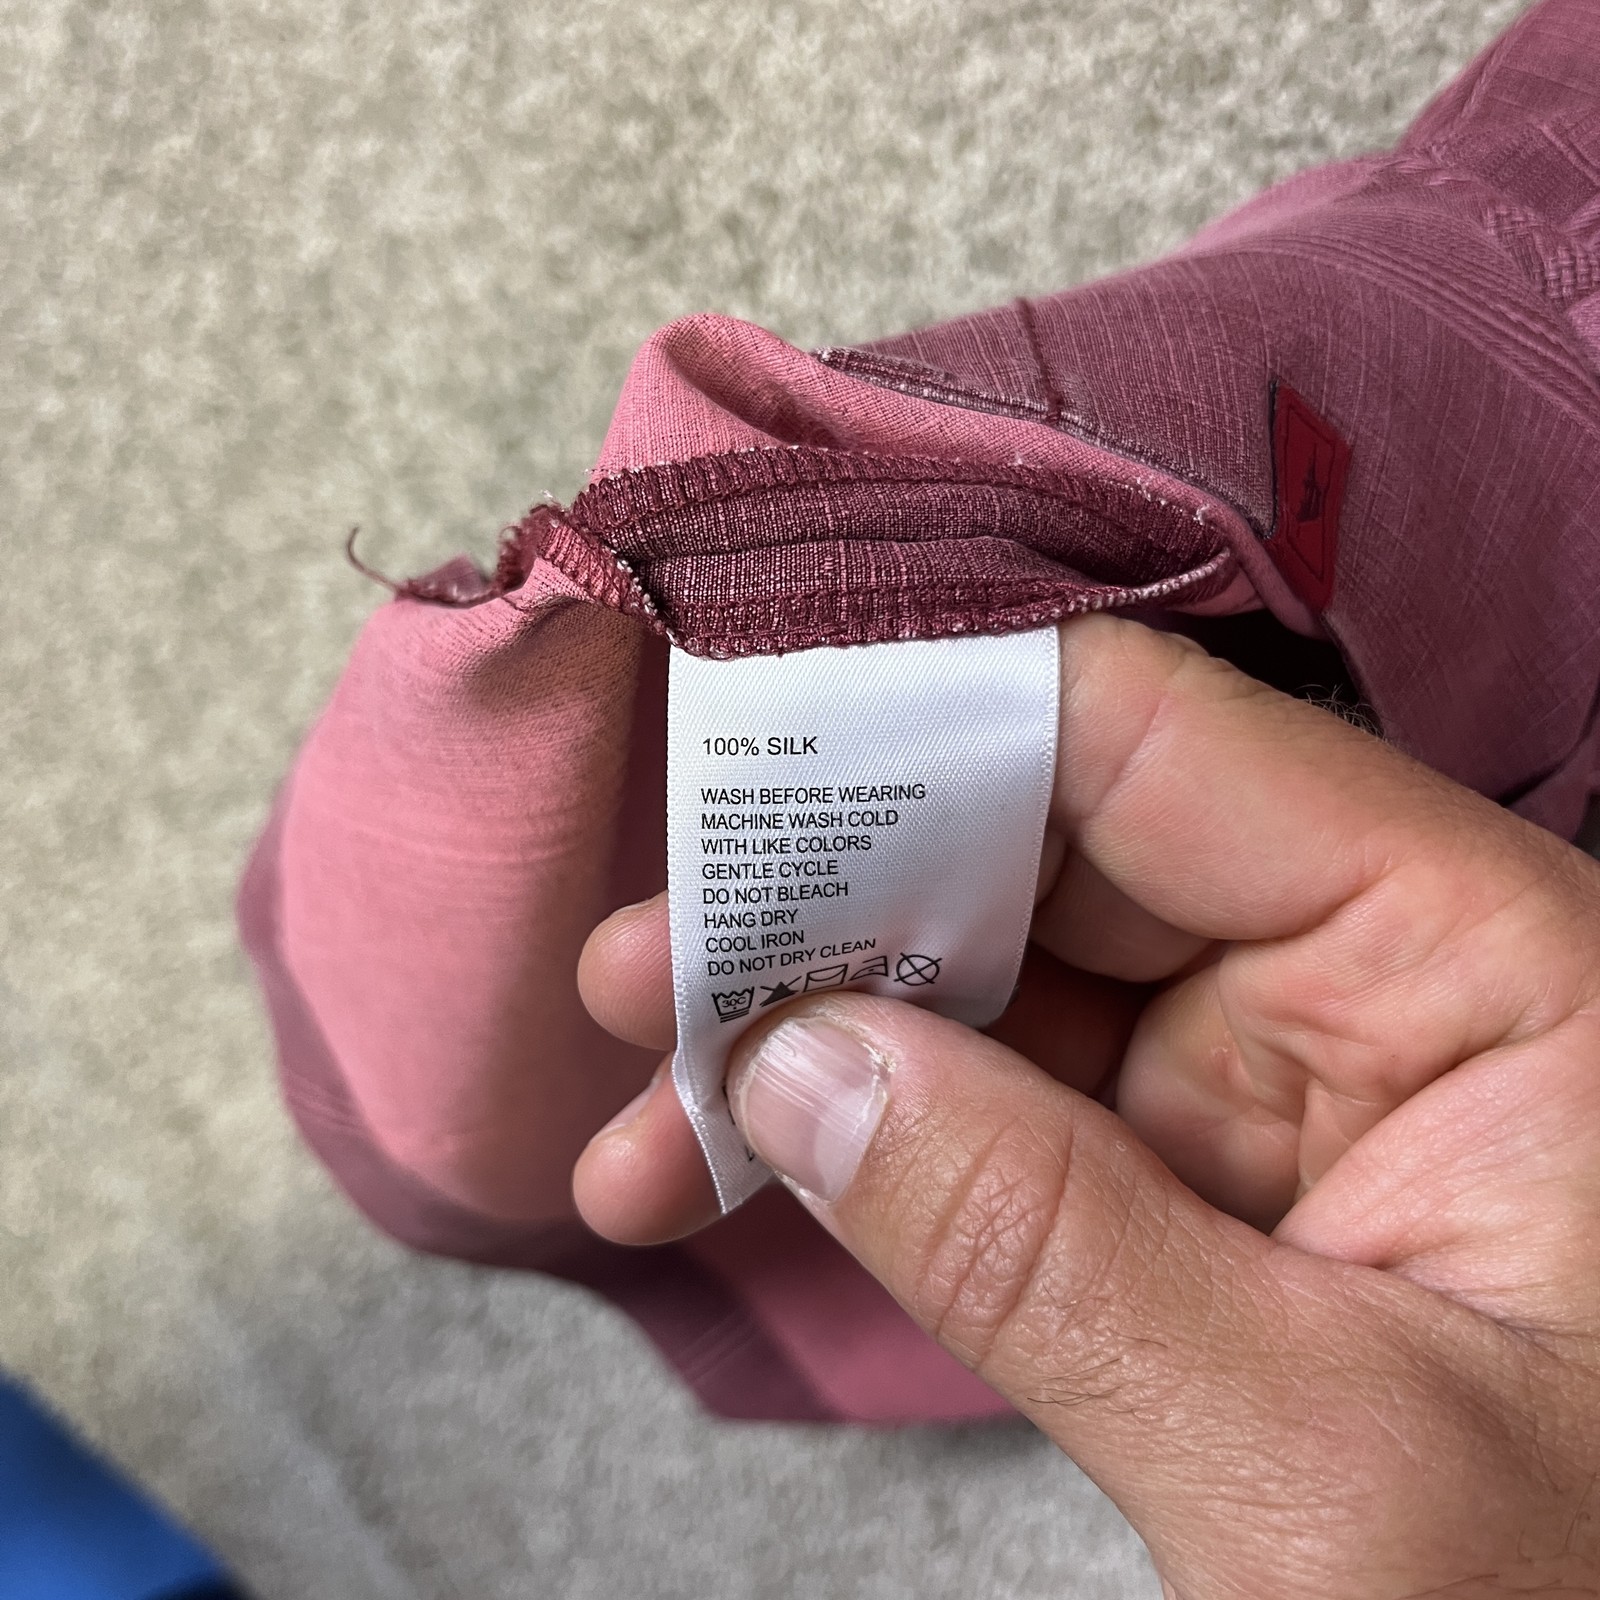 100% SILK
WASH BEFORE WEARING
MACHINE WASH COLD
WITH LIKE COLORS
GENTLE CYCLE
DO NOT BLEACH
HANG DRY
COOL IRON
DO NOT DRY CLEAN
30C